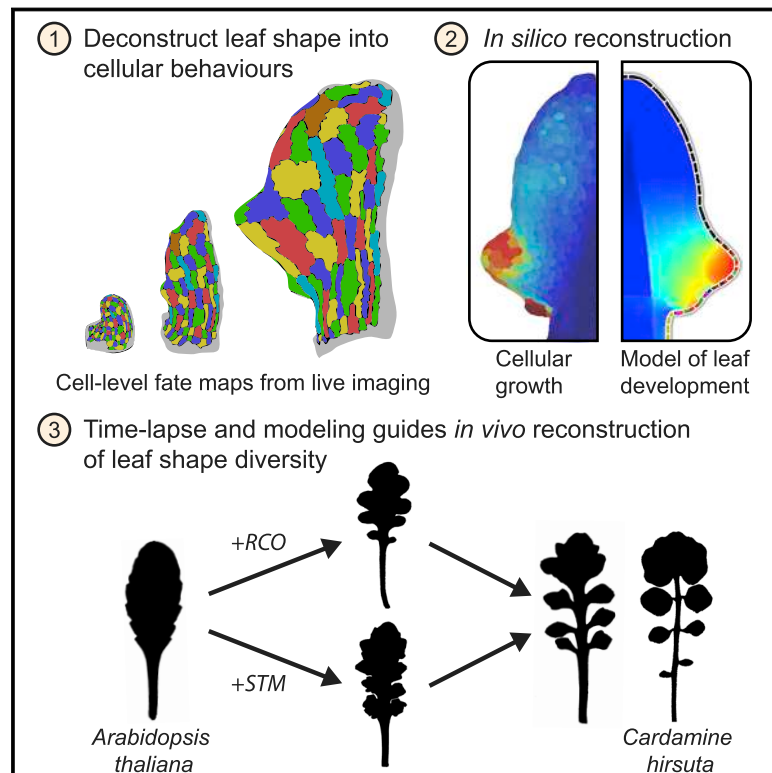 1 Deconstruct leaf shape into
cellular behaviours
Cell-level fate maps from live imaging
2 In silico reconstruction
Cellular
growth
Model of leaf
development
3 Time-lapse and modeling guides in vivo reconstruction
of leaf shape diversity
+RCO
+STM
Arabidopsis
thaliana
Cardamine
hirsuta